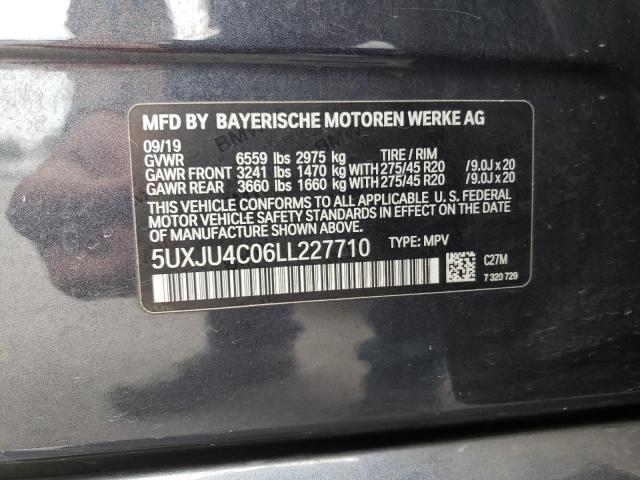 MFD BY BAYERISCHE MOTOREN WERKE AG
09/19
GVWR 6559 lbs 2975 kg TIRE / RIM
GAWR FRONT 3241 lbs 1470 kg WITH 275/45 R20 /9.0J x 20
GAWR REAR 3660 lbs 1660 kg WITH 275/45 R20 /9.0J x 20
THIS VEHICLE CONFORMS TO ALL APPLICABLE U. S. FEDERAL
MOTOR VEHICLE SAFETY STANDARDS IN EFFECT ON THE
DATE OF MANUFACTURE SHOWN ABOVE.
5UXJU4C06LL227710 TYPE: MPV
C27M
7 320 729